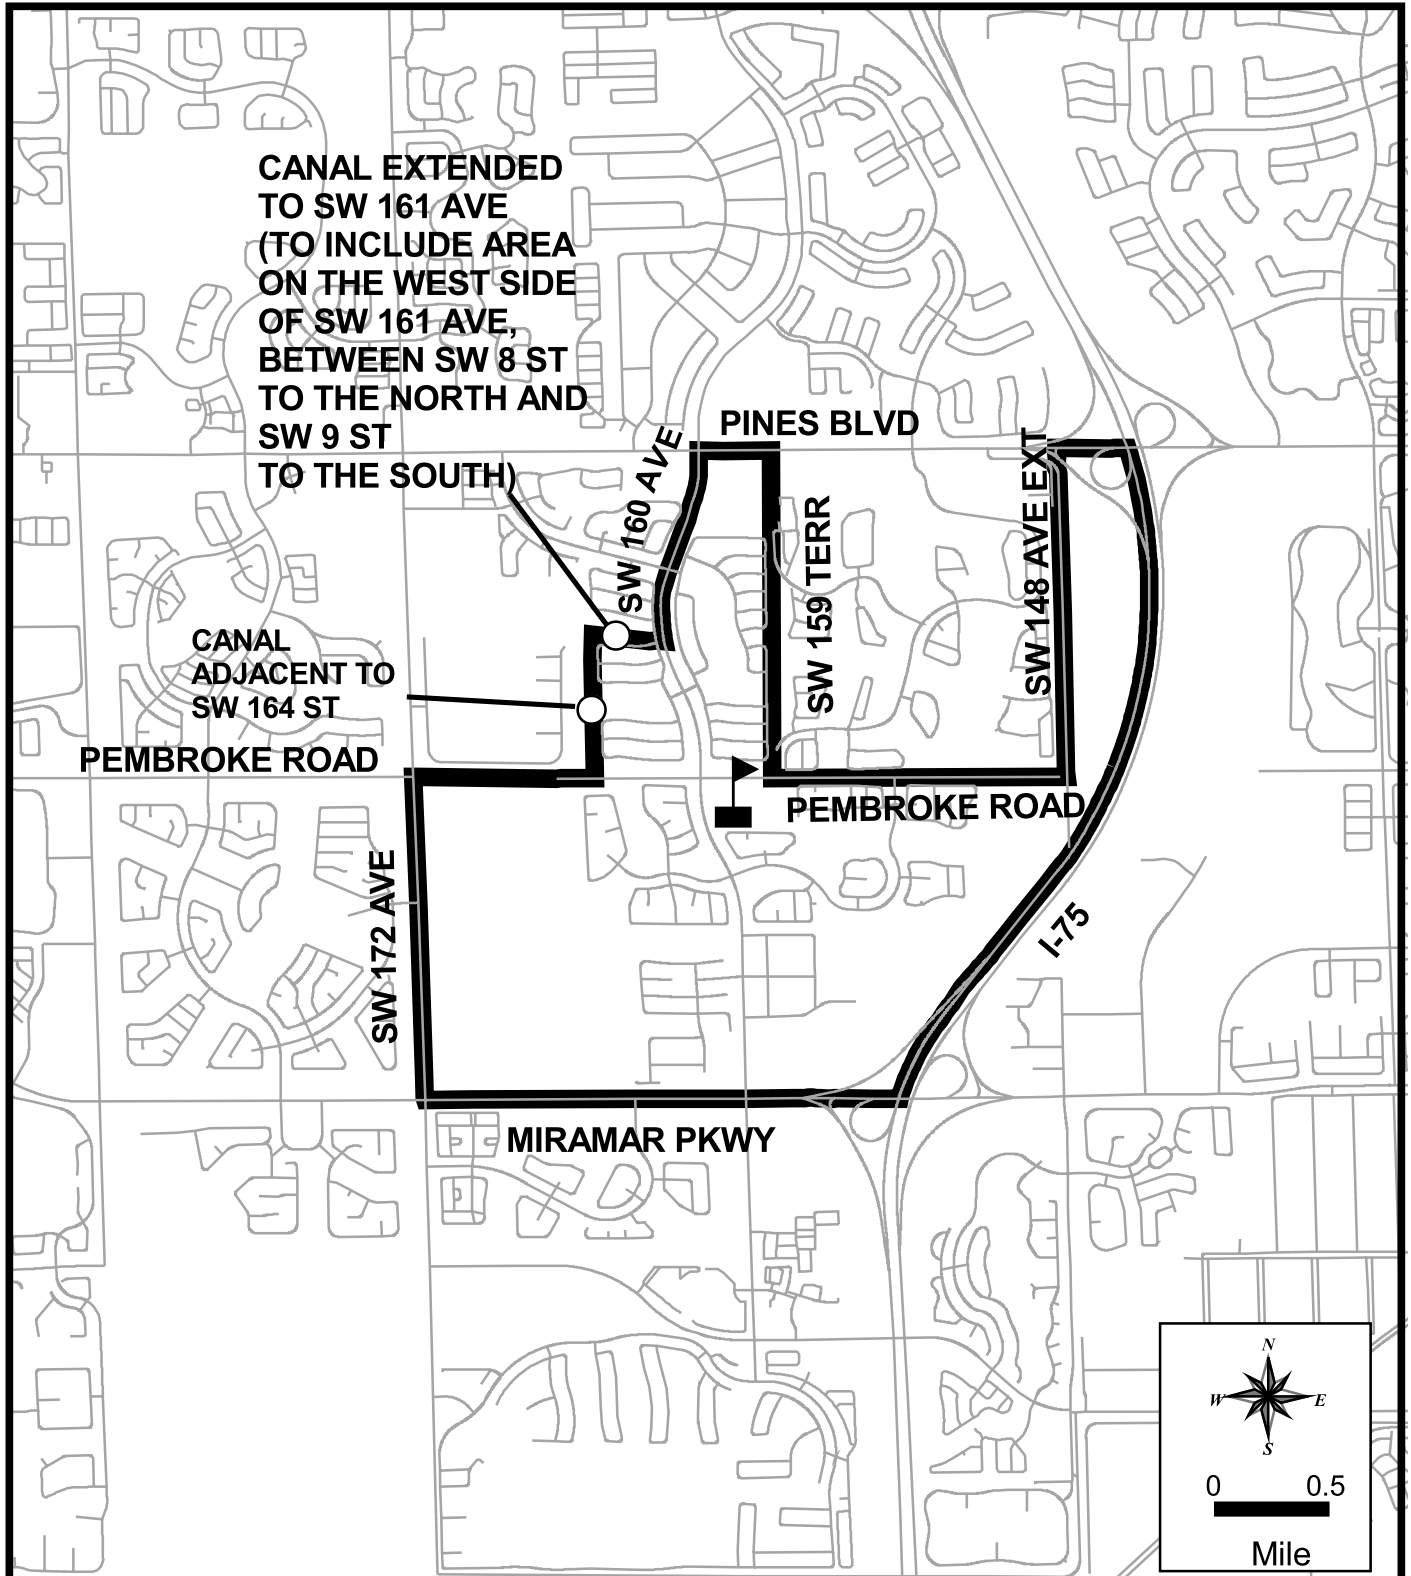 CANAL EXTENDED
TO SW 161 AVE
(TO INCLUDE AREA
ON THE WEST SIDE
OF SW 161 AVE,
BETWEEN SW 8 ST
TO THE NORTH AND
SW 9 ST
TO THE SOUTH)
PINES BLVD
SW 160 AVE
SW 159 TERR
SW 148 AVE EXT
CANAL
ADJACENT TO
SW 164 ST
PEMBROKE ROAD
PEMBROKE ROAD
SW 172 AVE
I-75
MIRAMAR PKWY
N
W E
S
0 0.5
Mile